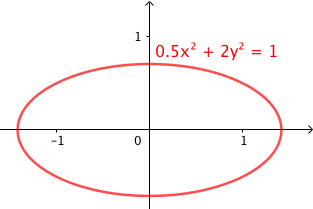 1
0.5x² + 2y² = 1
–1
0
1